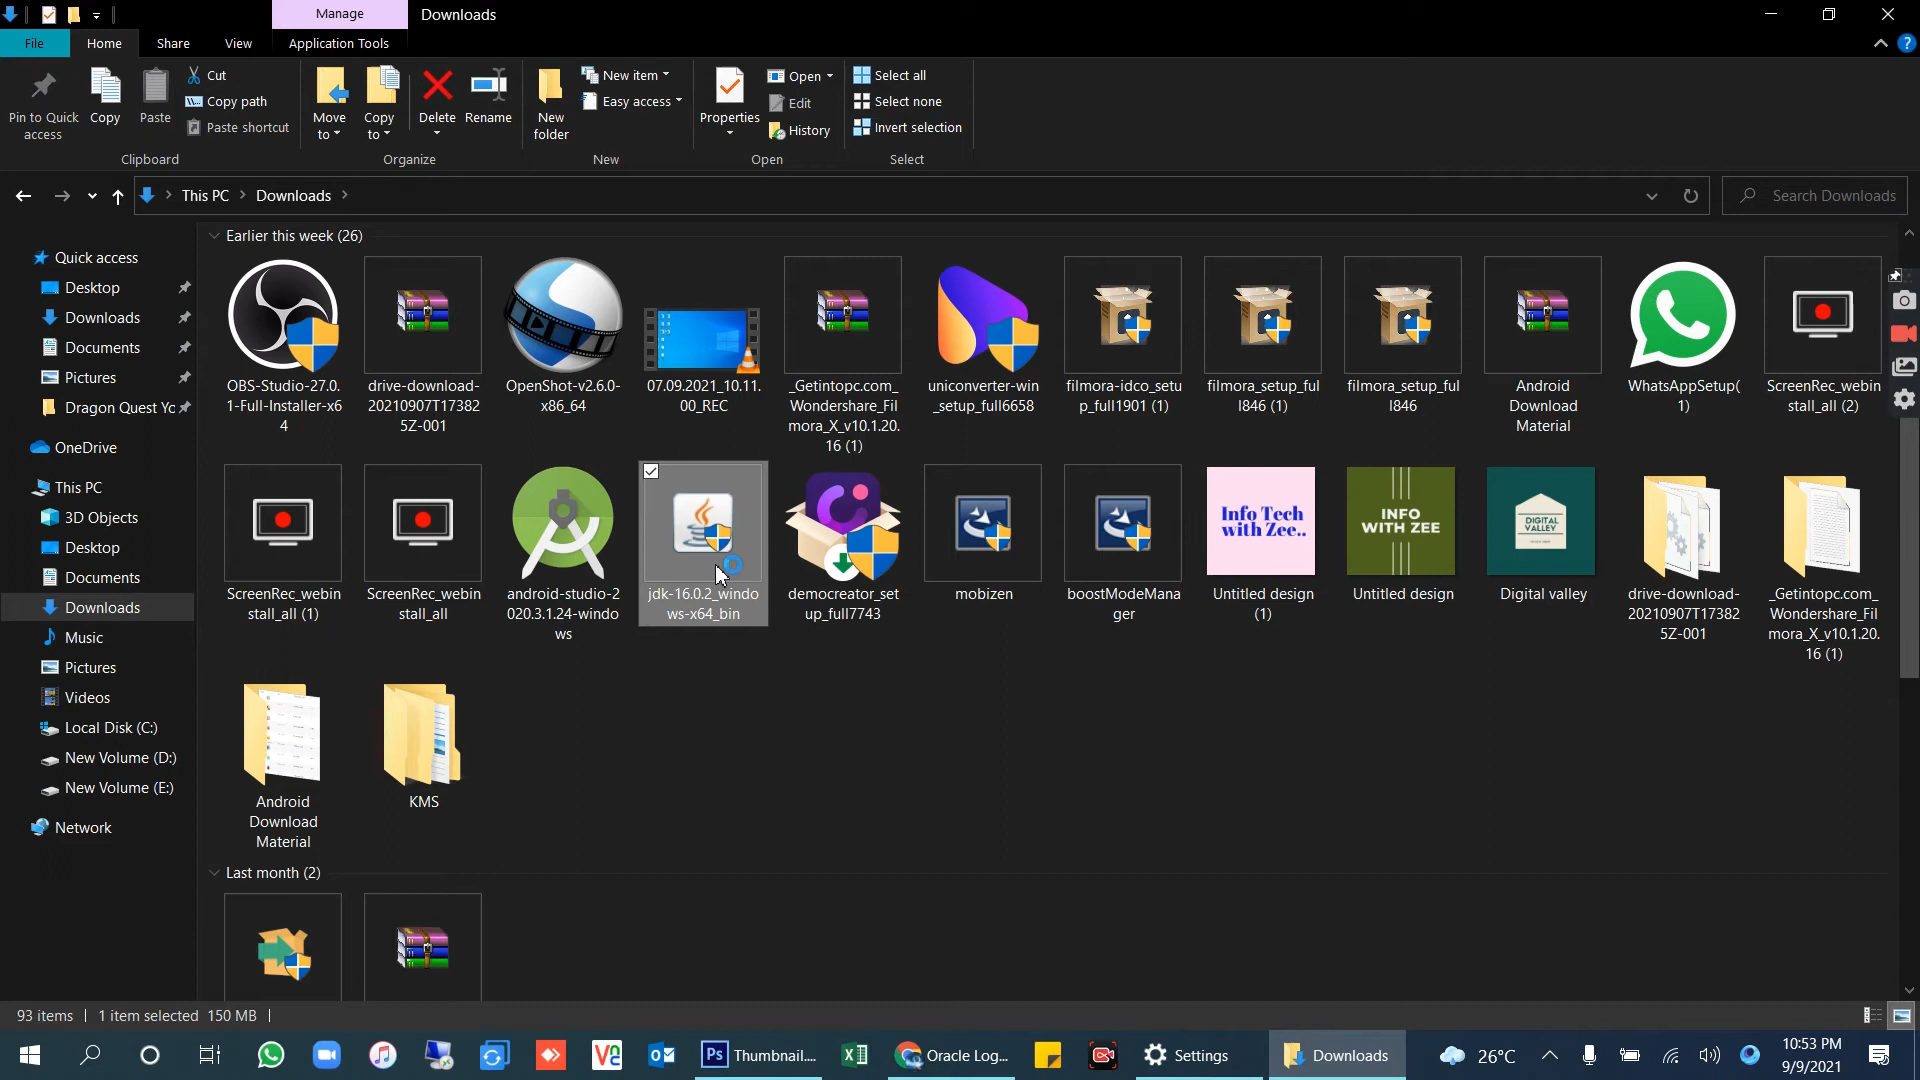 Manage
Downloads
File
Home
Share
View
Application Tools
Pin to Quick
access
Copy
Paste
Cut
Copy path
Paste shortcut
Clipboard
Move
to
Copy
to
Delete
Rename
Organize
New
folder
New item
Easy access
New
Properties
Open
Edit
History
Open
Select all
Select none
Invert selection
Select
This PC
Downloads
Search Downloads
Quick access
Desktop
Downloads
Documents
Pictures
Dragon Quest Yo
OneDrive
This PC
3D Objects
Desktop
Documents
Downloads
Music
Pictures
Videos
Local Disk (C:)
New Volume (D:)
New Volume (E:)
Network
Earlier this week (26)
OBS-Studio-27.0.
1-Full-Installer-x6
4
drive-download-
20210907T17382
5Z-001
OpenShot-v2.6.0-
x86_64
07.09.2021_10.11.
00_REC
_Getintopc.com_
Wondershare_Fil
mora_X_v10.1.20.
16 (1)
uniconverter-win
_setup_full6658
filmora-idco_setu
p_full1901 (1)
filmora_setup_ful
l846 (1)
filmora_setup_ful
l846
Android
Download
Material
WhatsAppSetup(
1)
ScreenRec_webin
stall_all (2)
ScreenRec_webin
stall_all (1)
ScreenRec_webin
stall_all
android-studio-2
020.3.1.24-windo
ws
jdk-16.0.2_windo
ws-x64_bin
democreator_set
up_full7743
mobizen
boostModeMana
ger
Info Tech
with Zee..
Untitled design
(1)
INFO
WITH ZEE
Untitled design
DIGITAL
VALLEY
Digital valley
drive-download-
20210907T17382
5Z-001
_Getintopc.com_
Wondershare_Fil
mora_X_v10.1.20.
16 (1)
Android
Download
Material
KMS
Last month (2)
93 items
1 item selected 150 MB
Ps
Thumbnail...
Oracle Log...
Settings
Downloads
26°C
10:53 PM
9/9/2021